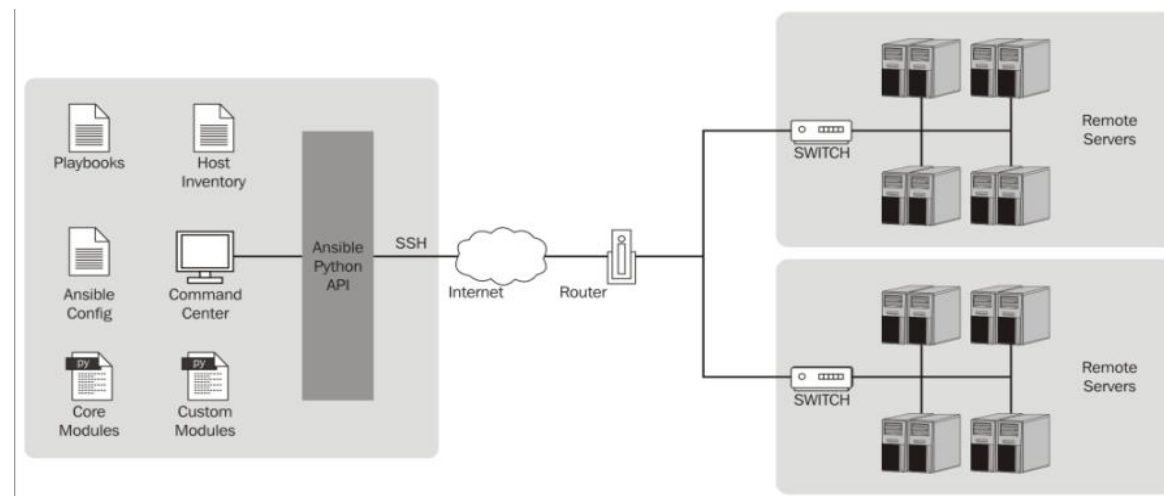 Playbooks
Host
Inventory
Ansible
Config
Command
Center
py
Core
Modules
py
Custom
Modules
Ansible
Python
API
SSH
Internet
Router
SWITCH
Remote
Servers
SWITCH
Remote
Servers